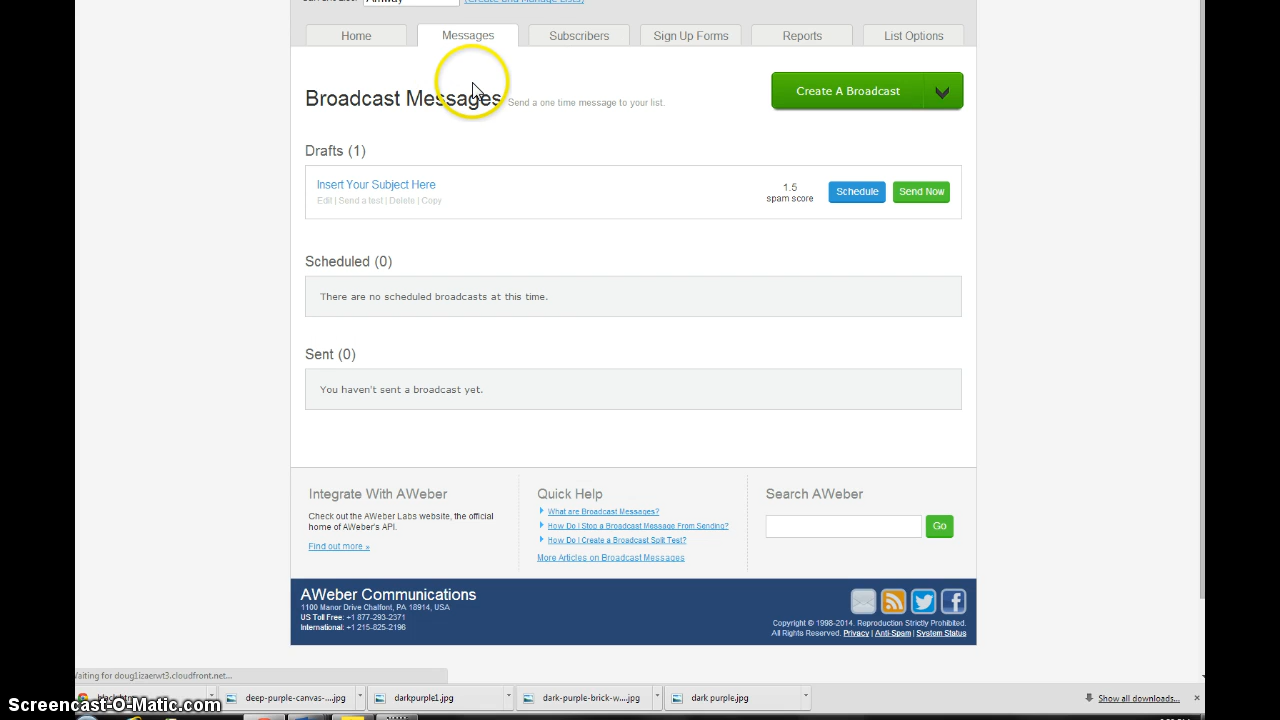 Amway [Create and Manage Lists]
Home Messages Subscribers Sign Up Forms Reports List Options
Broadcast Messages Send a one time message to your list.
Create A Broadcast
Drafts (1)
Insert Your Subject Here
Edit | Send a test | Delete | Copy
1.5
spam score
Schedule
Send Now
Scheduled (0)
There are no scheduled broadcasts at this time.
Sent (0)
You haven't sent a broadcast yet.
Integrate With AWeber
Check out the AWeber Labs website, the official
home of AWeber's API.
Find out more »
Quick Help
What are Broadcast Messages?
How Do I Stop a Broadcast Message From Sending?
How Do I Create a Broadcast Split Test?
More Articles on Broadcast Messages
Search AWeber
Go
AWeber Communications
1100 Manor Drive Chalfont, PA 18914, USA
US Toll Free: +1 877-293-2371
International: +1 215-825-2196
Copyright © 1998-2014. Reproduction Strictly Prohibited.
All Rights Reserved. Privacy | Anti-Spam | System Status
Waiting for doug1izaerwt3.cloudfront.net...
deep-purple-canvas-....jpg darkpurple1.jpg dark-purple-brick-w....jpg dark purple.jpg Show all downloads...
Screencast-O-Matic.com